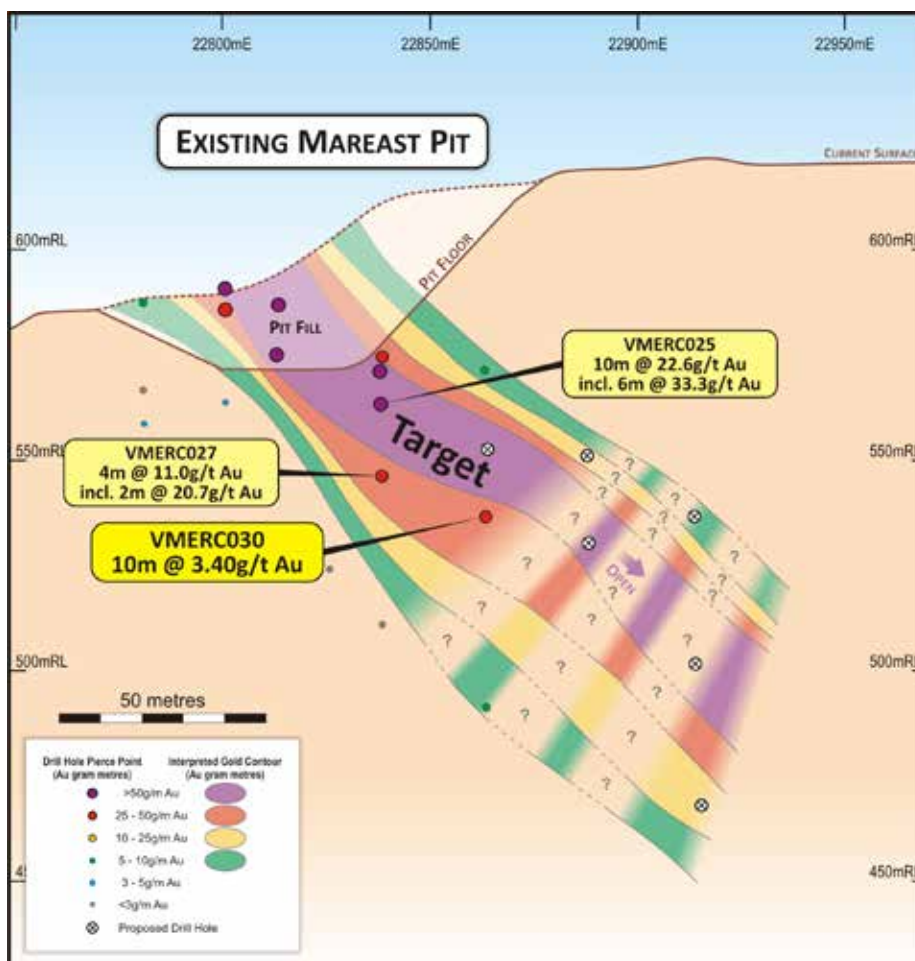 22800mE
22850mE
22900mE
22950mE
EXISTING MAREAST PIT
CURRENT SURFACE
600mRL
600mRL
PIT FLOOR
PIT FILL
VMERC025
10m @ 22.6g/t Au
incl. 6m @ 33.3g/t Au
Target
550mRL
550mRL
VMERC027
4m @ 11.0g/t Au
incl. 2m @ 20.7g/t Au
VMERC030
10m @ 3.40g/t Au
OPEN
? ? ? ? ? ? ? ? ? ? ? ? ? ? ? ? ? ? ? ?
500mRL
500mRL
50 metres
Drill Hole Pierce Point
(Au gram metres)
Interpreted Gold Contour
(Au gram metres)
>50g/m Au
25 - 50g/m Au
10 - 25g/m Au
5 - 10g/m Au
3 - 5g/m Au
<3g/m Au
Proposed Drill Hole
450mRL